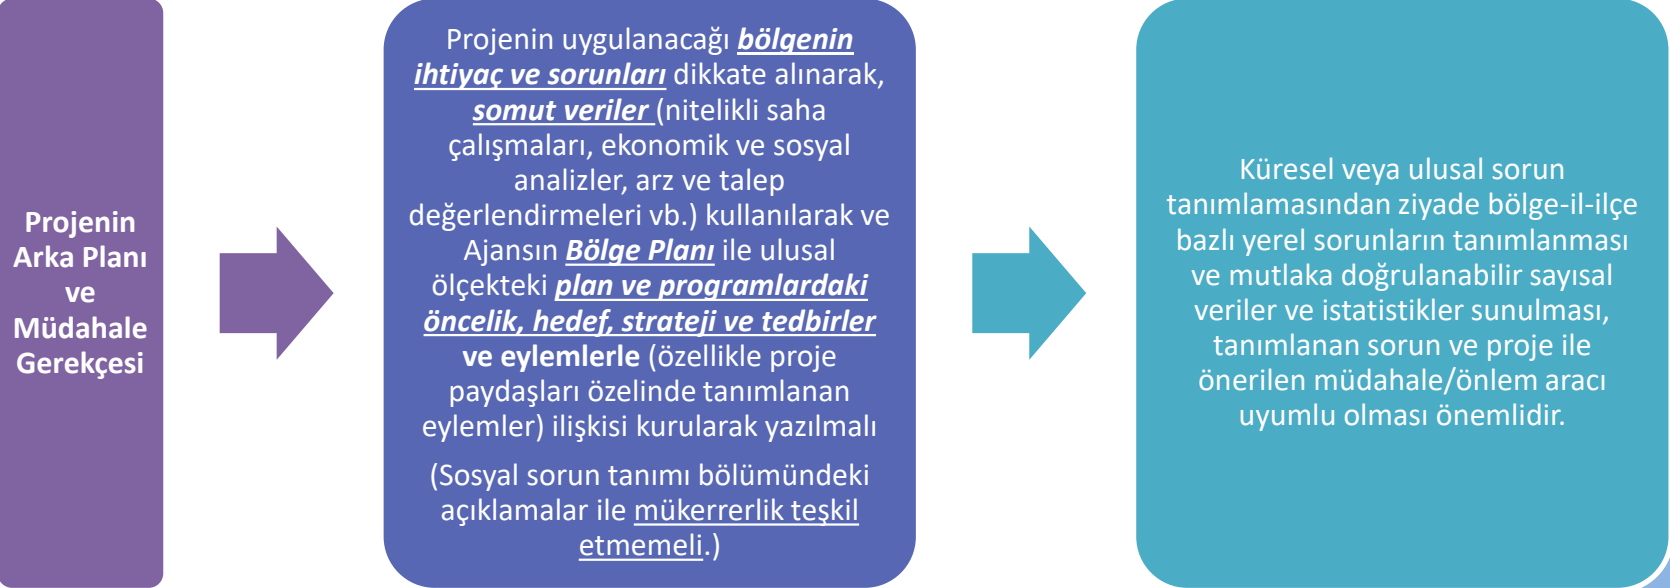 Projenin
Arka Planı
ve
Müdahale
Gerekçesi
Projenin uygulanacağı bölgenin
ihtiyaç ve sorunları dikkate alınarak,
somut veriler (nitelikli saha
çalışmaları, ekonomik ve sosyal
analizler, arz ve talep
değerlendirmeleri vb.) kullanılarak ve
Ajansın Bölge Planı ile ulusal
ölçekteki plan ve programlardaki
öncelik, hedef, strateji ve tedbirler
ve eylemlerle (özellikle proje
paydaşları özelinde tanımlanan
eylemler) ilişkisi kurularak yazılmalı
(Sosyal sorun tanımı bölümündeki
açıklamalar ile mükerrerlik teşkil
etmemeli.)
Küresel veya ulusal sorun
tanımlamasından ziyade bölge-il-ilçe
bazlı yerel sorunların tanımlanması
ve mutlaka doğrulanabilir sayısal
veriler ve istatistikler sunulması,
tanımlanan sorun ve proje ile
önerilen müdahale/önlem aracı
uyumlu olması önemlidir.